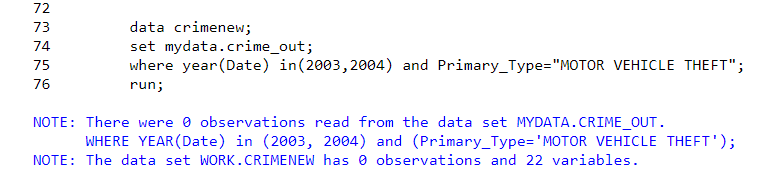 72
73 data crimenew;
74 set mydata.crime_out;
75 where year(Date) in(2003,2004) and Primary_Type="MOTOR VEHICLE THEFT";
76 run;
NOTE: There were 0 observations read from the data set MYDATA.CRIME_OUT.
WHERE YEAR(Date) in (2003, 2004) and (Primary_Type='MOTOR VEHICLE THEFT');
NOTE: The data set WORK.CRIMENEW has 0 observations and 22 variables.